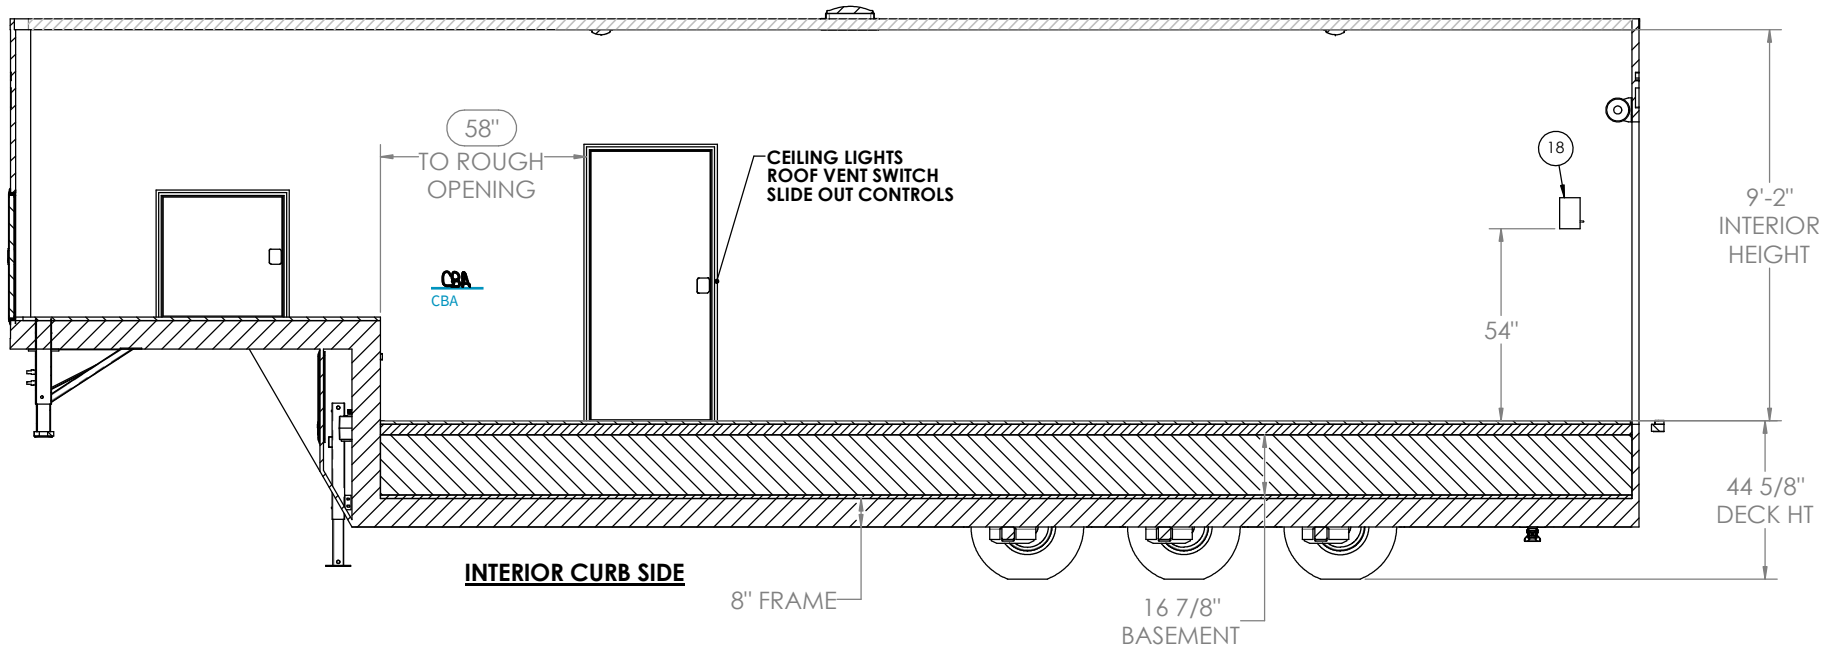 58"
TO ROUGH
OPENING
CEILING LIGHTS
ROOF VENT SWITCH
SLIDE OUT CONTROLS
18
9'-2"
INTERIOR
HEIGHT
CBA
CBA
54"
44 5/8"
DECK HT
INTERIOR CURB SIDE
8" FRAME
16 7/8"
BASEMENT